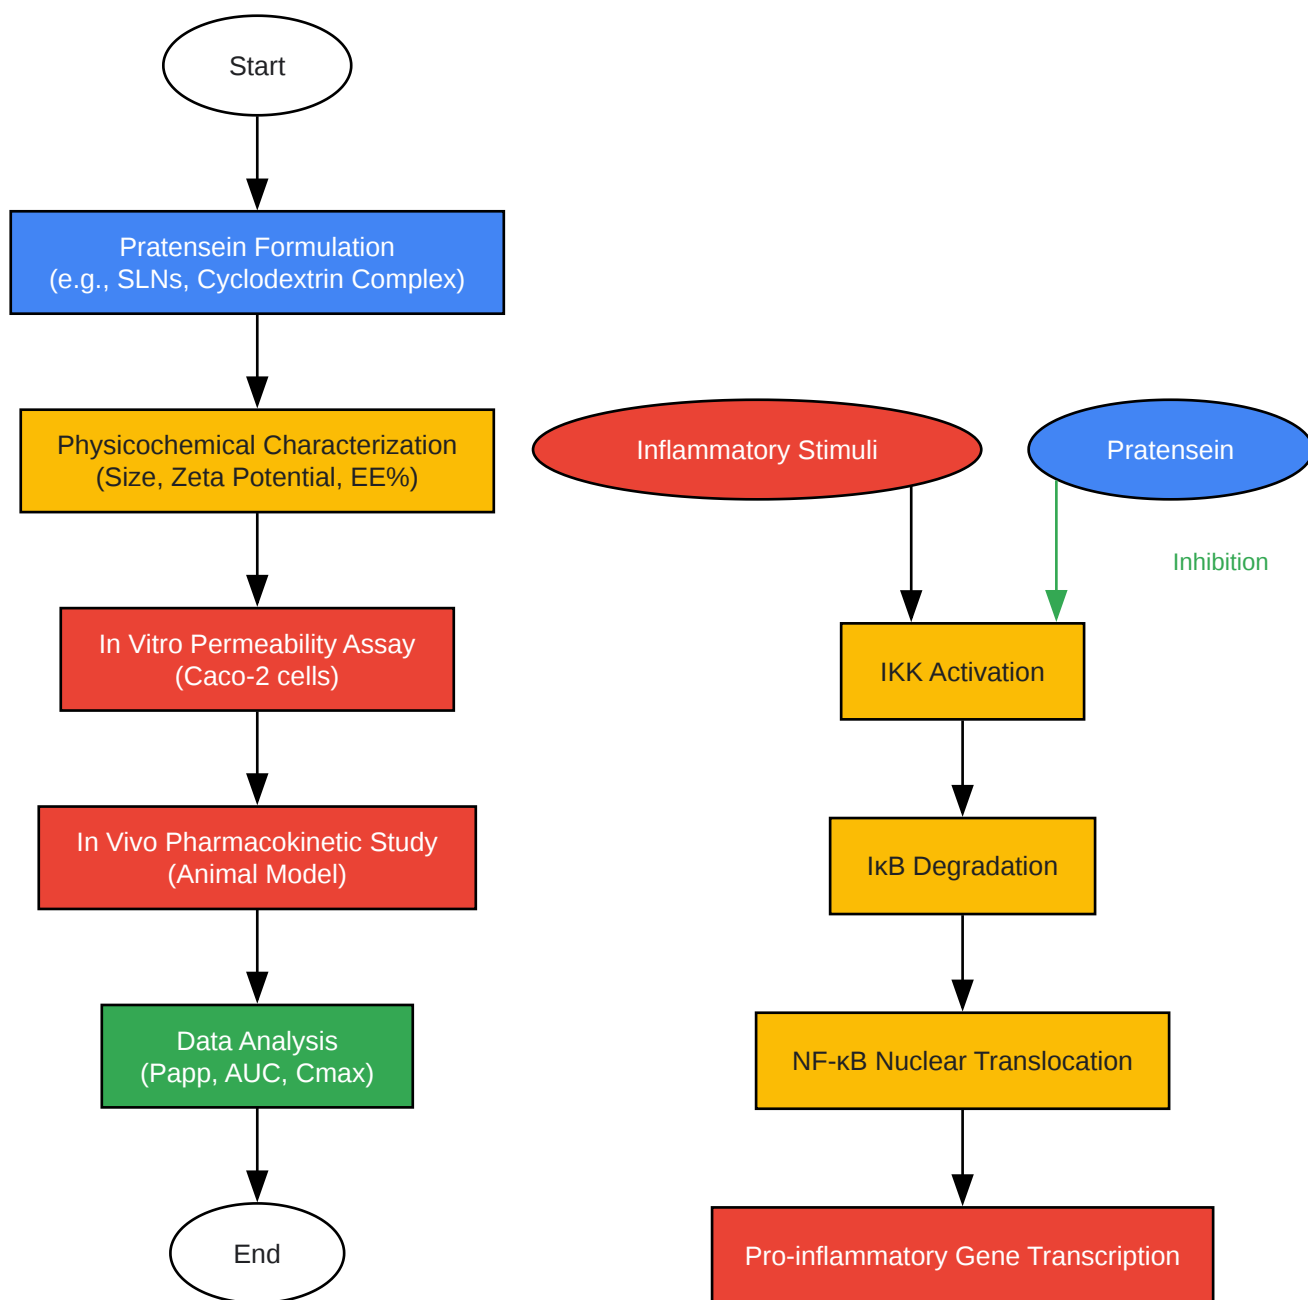 Start
Pratensein Formulation
(e.g., SLNs, Cyclodextrin Complex)
Physicochemical Characterization
(Size, Zeta Potential, EE%)
In Vitro Permeability Assay
(Caco-2 cells)
In Vivo Pharmacokinetic Study
(Animal Model)
Data Analysis
(Papp, AUC, Cmax)
End
Inflammatory Stimuli
Pratensein
Inhibition
IKK Activation
IκB Degradation
NF-κB Nuclear Translocation
Pro-inflammatory Gene Transcription